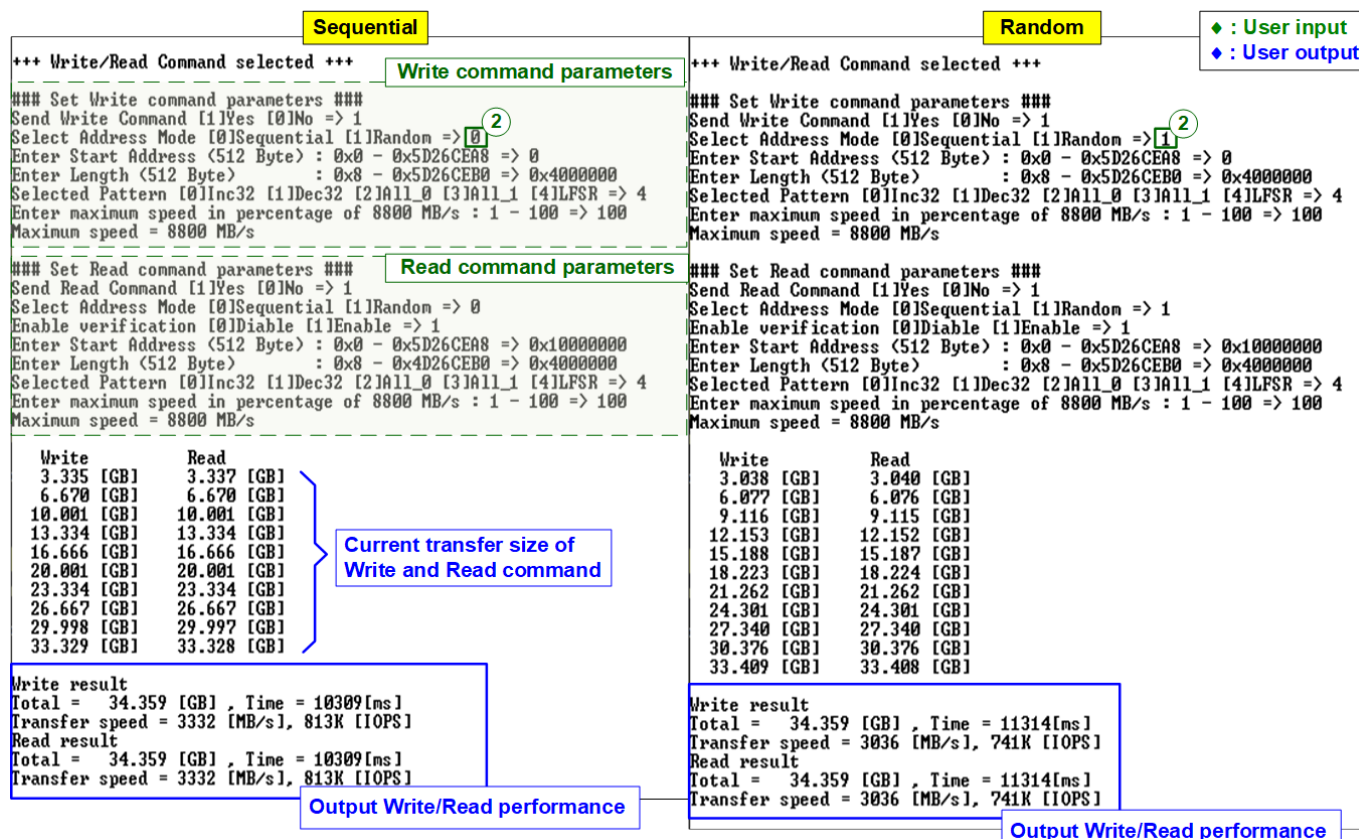 Sequential
+++ Write/Read Command selected +++
Write command parameters
### Set Write command parameters ###
Send Write Command [1]Yes [0]No => 1
2
Select Address Mode [0]Sequential [1]Random => 0
Enter Start Address (512 Byte) : 0x0 - 0x5D26CEA8 => 0
Enter Length (512 Byte) : 0x8 - 0x5D26CEB0 => 0x4000000
Selected Pattern [0]Inc32 [1]Dec32 [2]All_0 [3]All_1 [4]LFSR => 4
Enter maximum speed in percentage of 8800 MB/s : 1 - 100 => 100
Maximum speed = 8800 MB/s
Read command parameters
### Set Read command parameters ###
Send Read Command [1]Yes [0]No => 1
Select Address Mode [0]Sequential [1]Random => 0
Enable verification [0]Diable [1]Enable => 1
Enter Start Address (512 Byte) : 0x0 - 0x5D26CEA8 => 0x10000000
Enter Length (512 Byte) : 0x8 - 0x4D26CEB0 => 0x4000000
Selected Pattern [0]Inc32 [1]Dec32 [2]All_0 [3]All_1 [4]LFSR => 4
Enter maximum speed in percentage of 8800 MB/s : 1 - 100 => 100
Maximum speed = 8800 MB/s
Write Read
3.335 [GB] 3.337 [GB]
6.670 [GB] 6.670 [GB]
10.001 [GB] 10.001 [GB]
13.334 [GB] 13.334 [GB]
16.666 [GB] 16.666 [GB]
20.001 [GB] 20.001 [GB]
23.334 [GB] 23.334 [GB]
26.667 [GB] 26.667 [GB]
29.998 [GB] 29.997 [GB]
33.329 [GB] 33.328 [GB]
Current transfer size of
Write and Read command
Write result
Total = 34.359 [GB] , Time = 10309[ms]
Transfer speed = 3332 [MB/s], 813K [IOPS]
Read result
Total = 34.359 [GB] , Time = 10309[ms]
Transfer speed = 3332 [MB/s], 813K [IOPS]
Output Write/Read performance
Random
♦ : User input
♦ : User output
+++ Write/Read Command selected +++
### Set Write command parameters ###
Send Write Command [1]Yes [0]No => 1
2
Select Address Mode [0]Sequential [1]Random => 1
Enter Start Address (512 Byte) : 0x0 - 0x5D26CEA8 => 0
Enter Length (512 Byte) : 0x8 - 0x5D26CEB0 => 0x4000000
Selected Pattern [0]Inc32 [1]Dec32 [2]All_0 [3]All_1 [4]LFSR => 4
Enter maximum speed in percentage of 8800 MB/s : 1 - 100 => 100
Maximum speed = 8800 MB/s
### Set Read command parameters ###
Send Read Command [1]Yes [0]No => 1
Select Address Mode [0]Sequential [1]Random => 1
Enable verification [0]Diable [1]Enable => 1
Enter Start Address (512 Byte) : 0x0 - 0x5D26CEA8 => 0x10000000
Enter Length (512 Byte) : 0x8 - 0x4D26CEB0 => 0x4000000
Selected Pattern [0]Inc32 [1]Dec32 [2]All_0 [3]All_1 [4]LFSR => 4
Enter maximum speed in percentage of 8800 MB/s : 1 - 100 => 100
Maximum speed = 8800 MB/s
Write Read
3.038 [GB] 3.040 [GB]
6.077 [GB] 6.076 [GB]
9.116 [GB] 9.115 [GB]
12.153 [GB] 12.152 [GB]
15.188 [GB] 15.187 [GB]
18.223 [GB] 18.224 [GB]
21.262 [GB] 21.262 [GB]
24.301 [GB] 24.301 [GB]
27.340 [GB] 27.340 [GB]
30.376 [GB] 30.376 [GB]
33.409 [GB] 33.408 [GB]
Write result
Total = 34.359 [GB] , Time = 11314[ms]
Transfer speed = 3036 [MB/s], 741K [IOPS]
Read result
Total = 34.359 [GB] , Time = 11314[ms]
Transfer speed = 3036 [MB/s], 741K [IOPS]
Output Write/Read performance